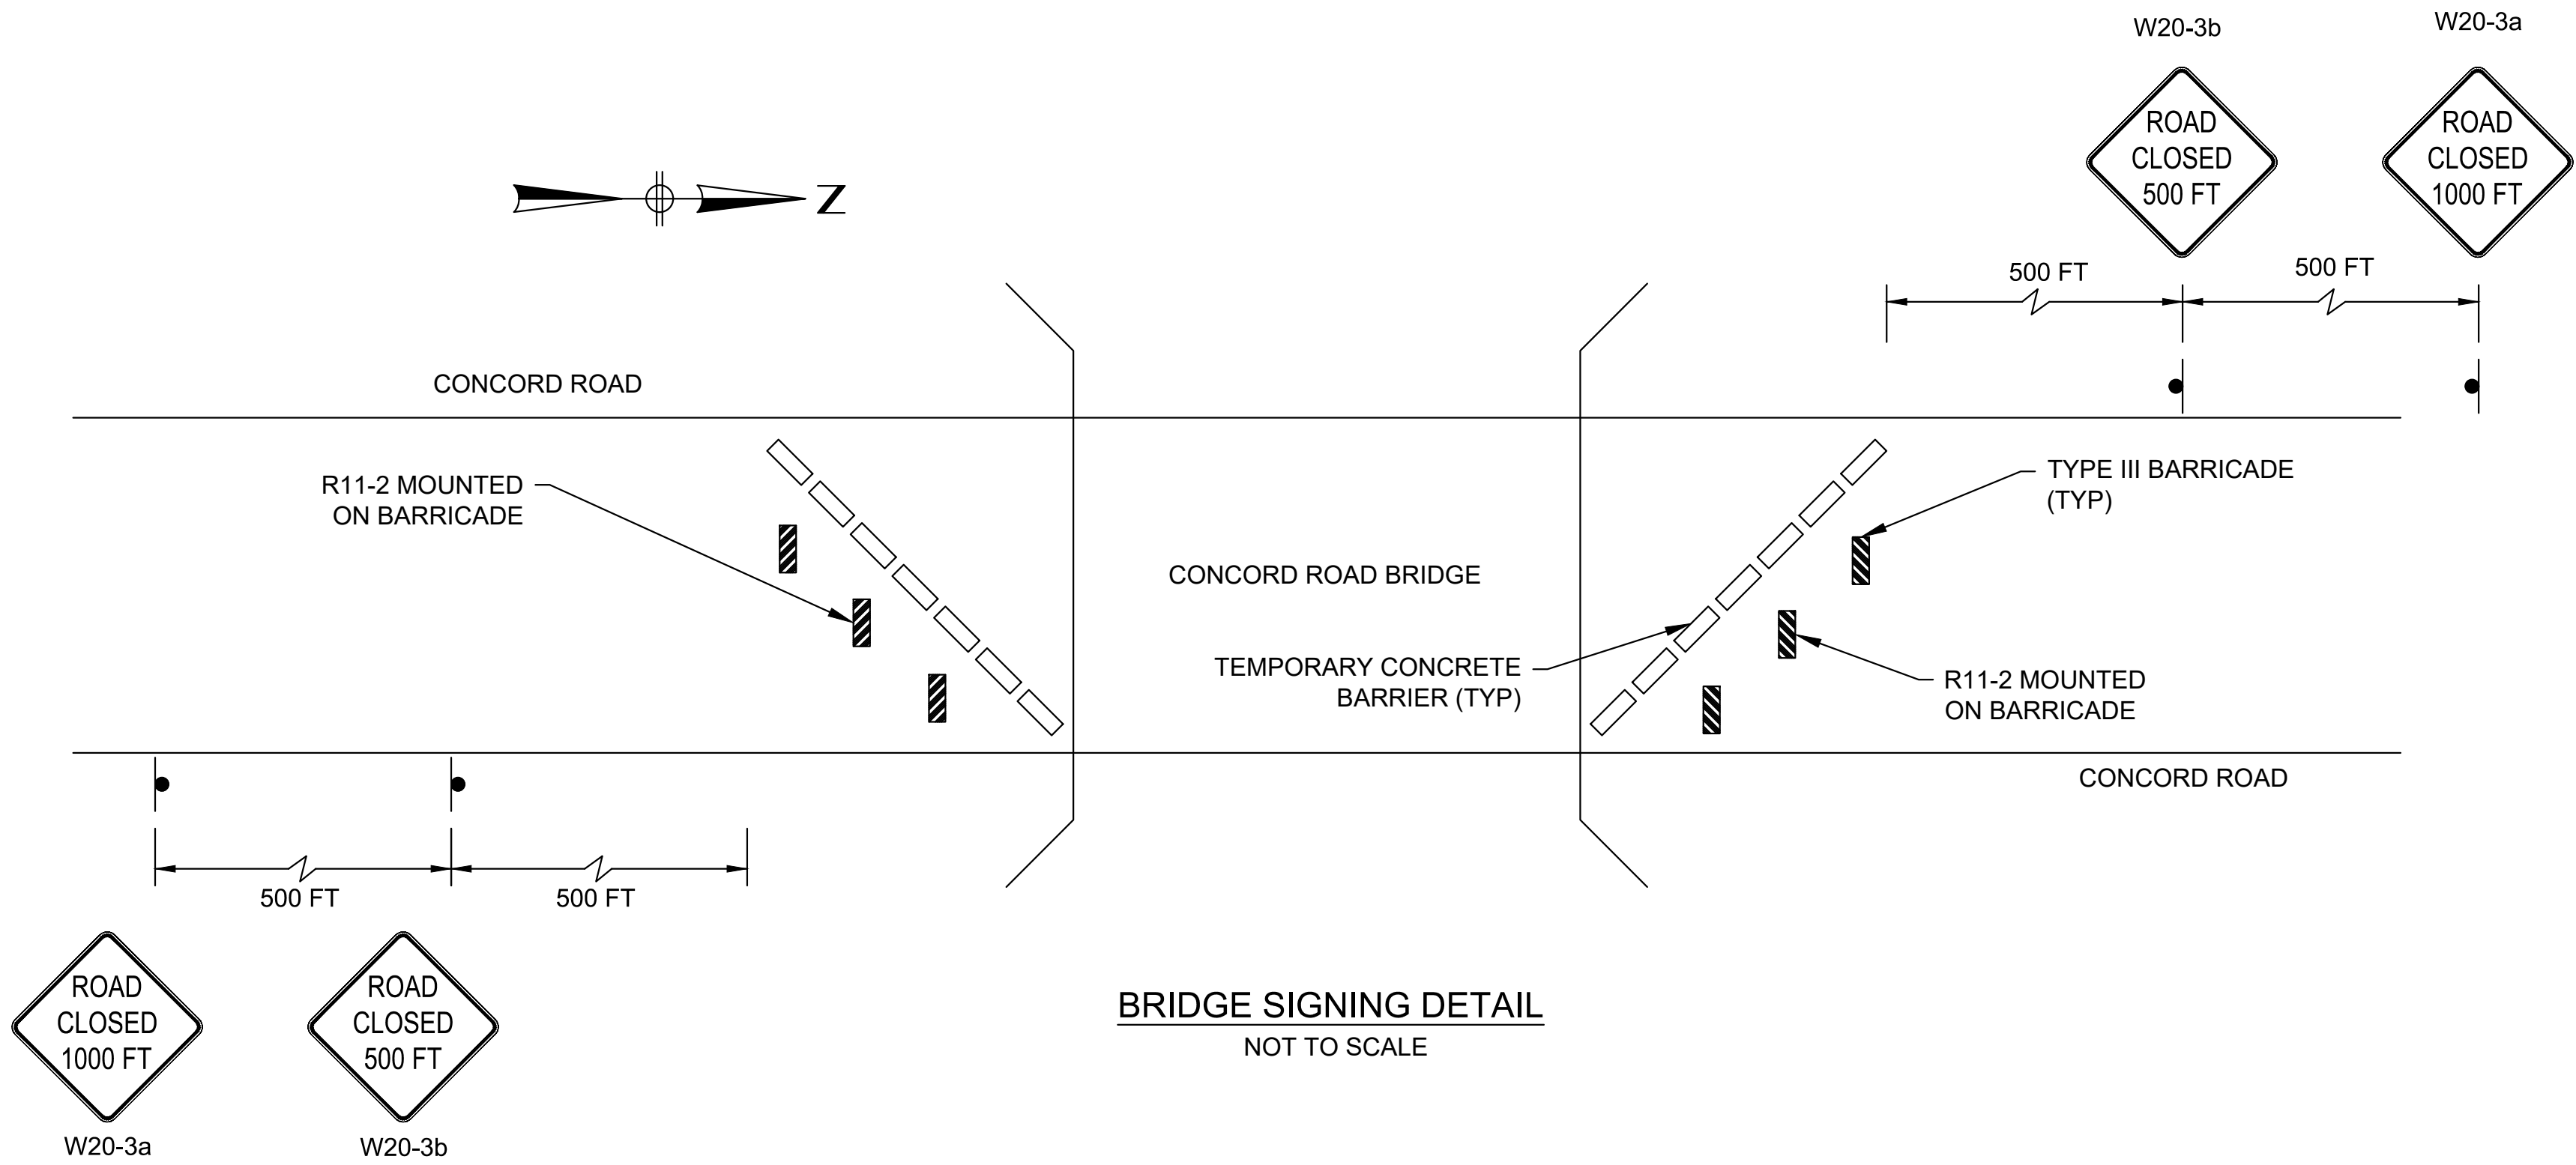 W20-3b
W20-3a
ROAD
CLOSED
500 FT
ROAD
CLOSED
1000 FT
Z
500 FT
500 FT
CONCORD ROAD
R11-2 MOUNTED
ON BARRICADE
TYPE III BARRICADE
(TYP)
CONCORD ROAD BRIDGE
TEMPORARY CONCRETE
BARRIER (TYP)
R11-2 MOUNTED
ON BARRICADE
CONCORD ROAD
500 FT
500 FT
ROAD
CLOSED
1000 FT
ROAD
CLOSED
500 FT
W20-3a
W20-3b
BRIDGE SIGNING DETAIL
NOT TO SCALE